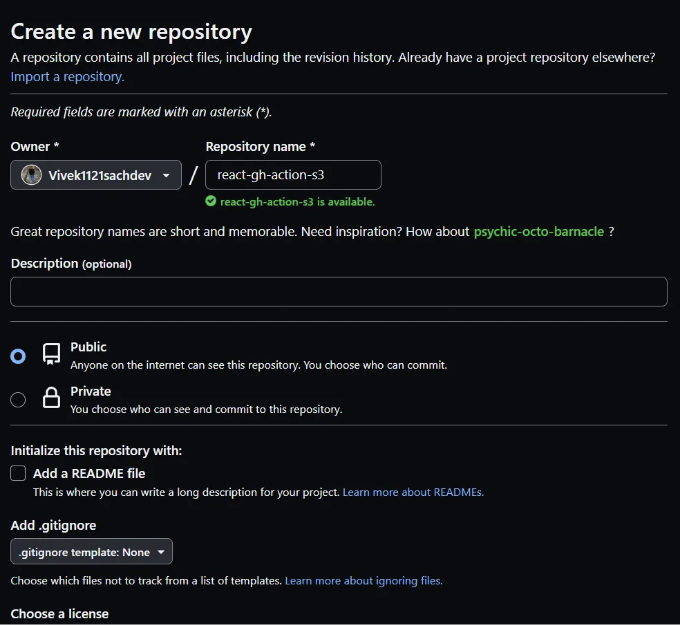 Create a new repository
A repository contains all project files, including the revision history. Already have a project repository elsewhere?
Import a repository.
Required fields are marked with an asterisk (*).
Owner * Repository name *
Vivek1121sachdev / react-gh-action-s3
react-gh-action-s3 is available.
Great repository names are short and memorable. Need inspiration? How about psychic-octo-barnacle ?
Description (optional)
Public
Anyone on the internet can see this repository. You choose who can commit.
Private
You choose who can see and commit to this repository.
Initialize this repository with:
Add a README file
This is where you can write a long description for your project. Learn more about READMEs.
Add .gitignore
.gitignore template: None
Choose which files not to track from a list of templates. Learn more about ignoring files.
Choose a license